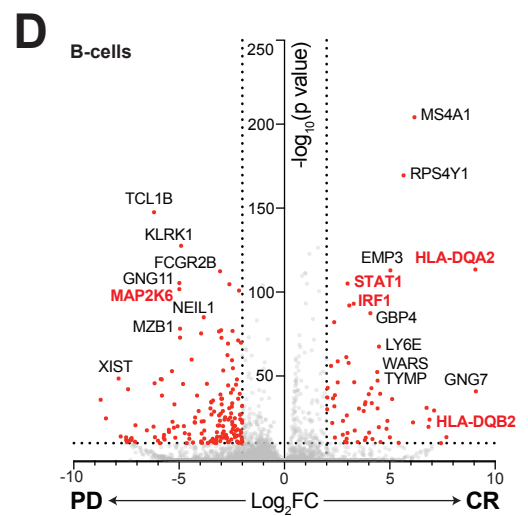 D
B-cells
-log10(p value)
250
200
150
100
50
MS4A1
RPS4Y1
TCL1B
KLRK1
FCGR2B
GNG11
MAP2K6
NEIL1
MZB1
XIST
EMP3
HLA-DQA2
STAT1
IRF1
GBP4
LY6E
WARS
TYMP
GNG7
HLA-DQB2
-10 -5 0 5 10
PD Log2FC CR